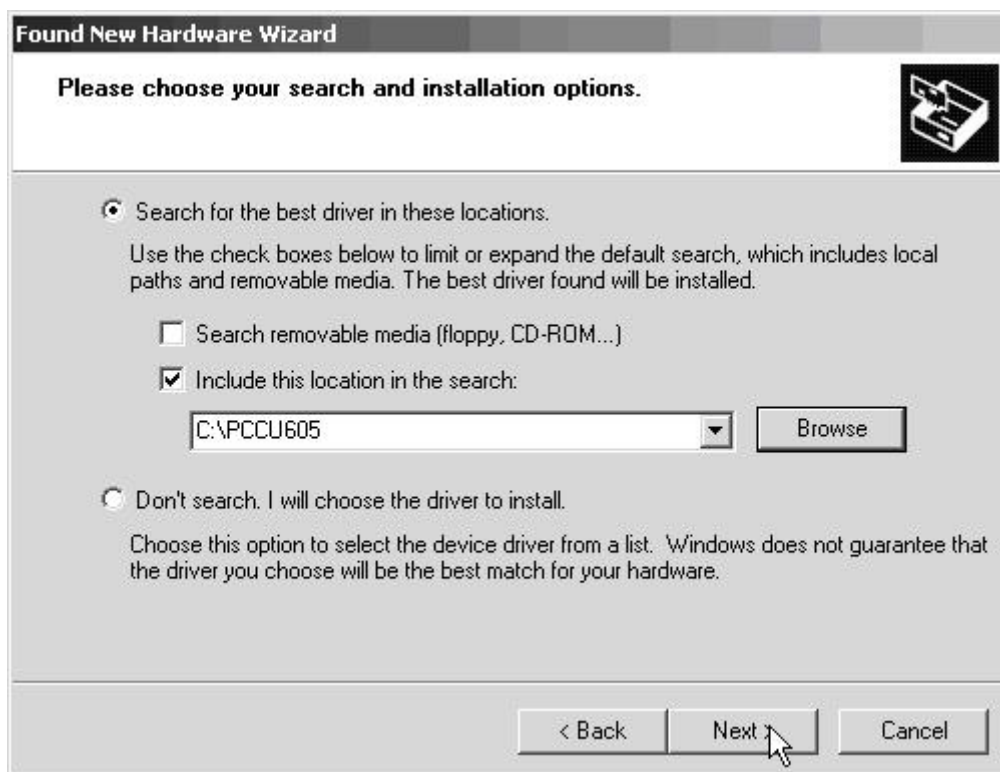 Found New Hardware Wizard
Please choose your search and installation options.
Search for the best driver in these locations.
Use the check boxes below to limit or expand the default search, which includes local
paths and removable media. The best driver found will be installed.
Search removable media (floppy, CD-ROM...)
Include this location in the search:
C:\PCCU605
Browse
Don't search. I will choose the driver to install.
Choose this option to select the device driver from a list. Windows does not guarantee that
the driver you choose will be the best match for your hardware.
< Back
Next >
Cancel